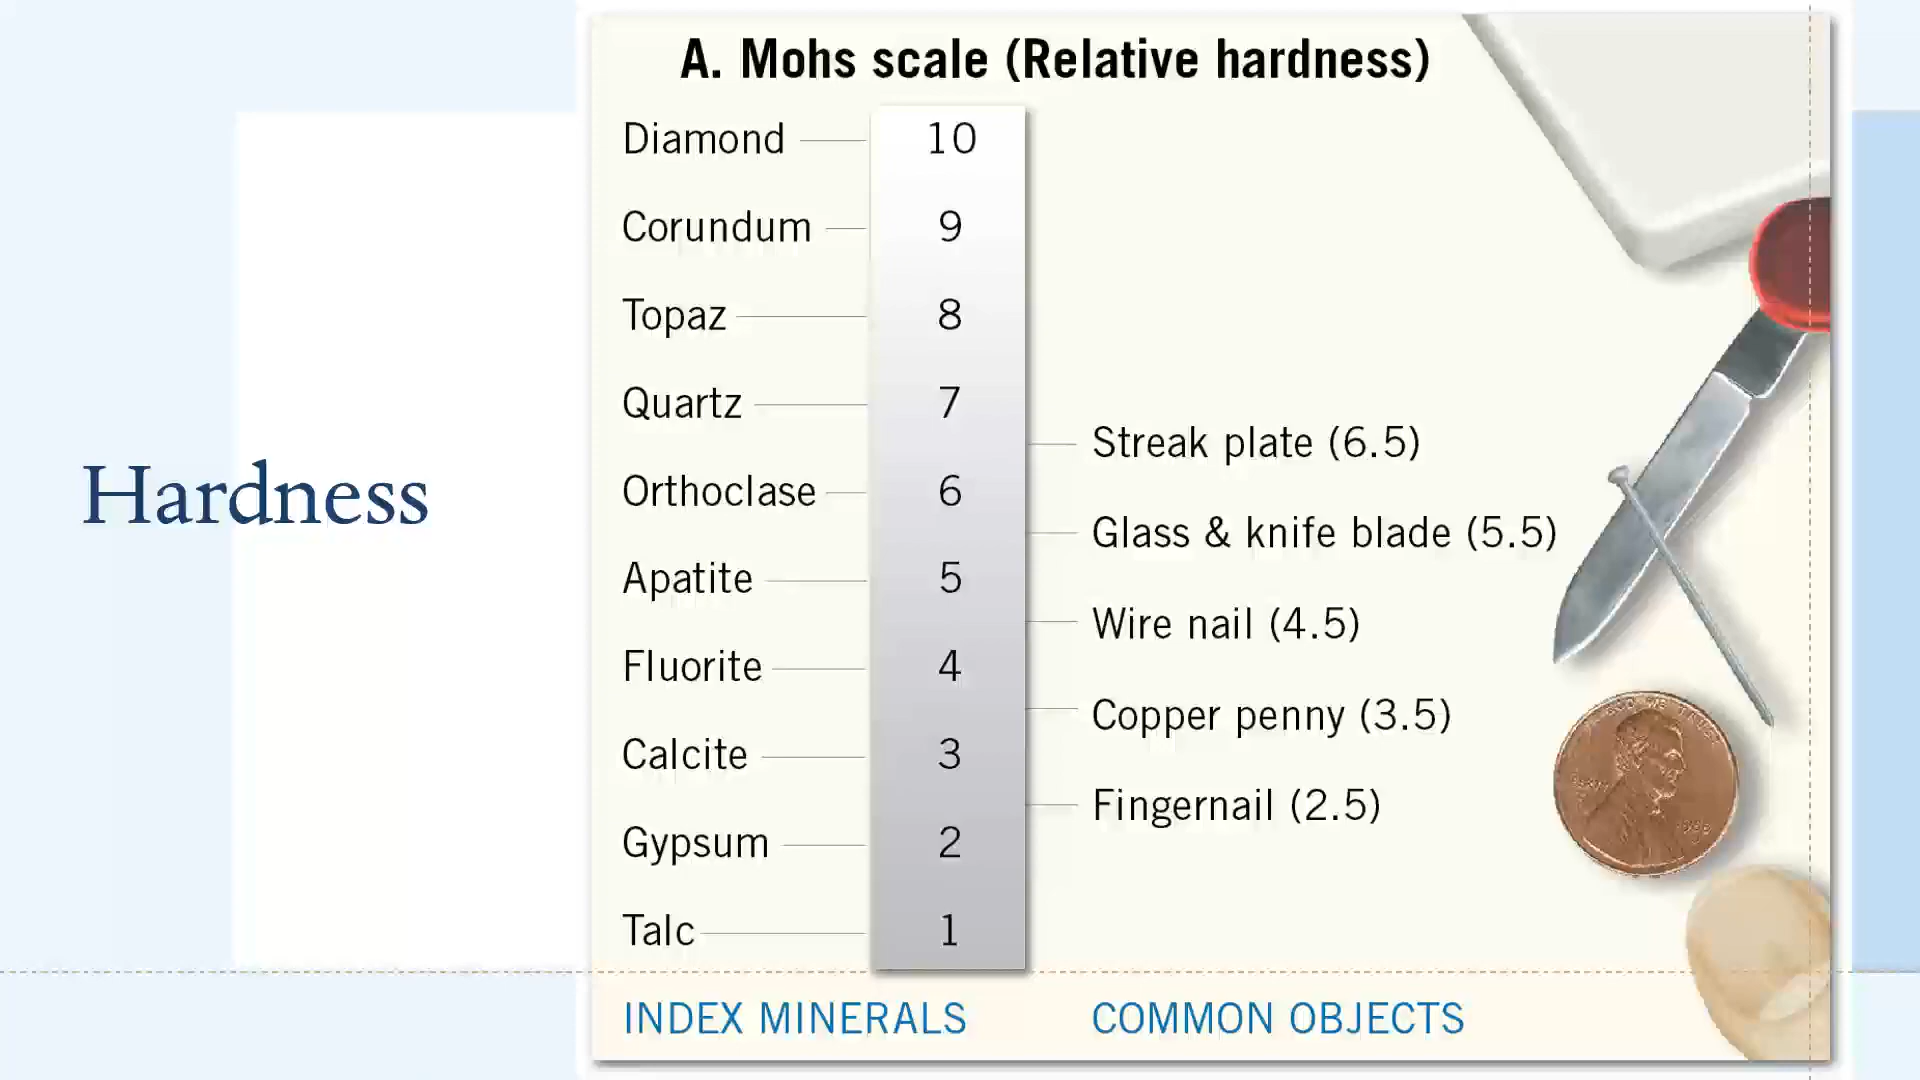 Hardness
A. Mohs scale (Relative hardness)
Diamond 10
Corundum 9
Topaz 8
Quartz 7
Streak plate (6.5)
Orthoclase 6
Glass & knife blade (5.5)
Apatite 5
Wire nail (4.5)
Fluorite 4
Copper penny (3.5)
Calcite 3
Fingernail (2.5)
Gypsum 2
Talc 1
INDEX MINERALS
COMMON OBJECTS